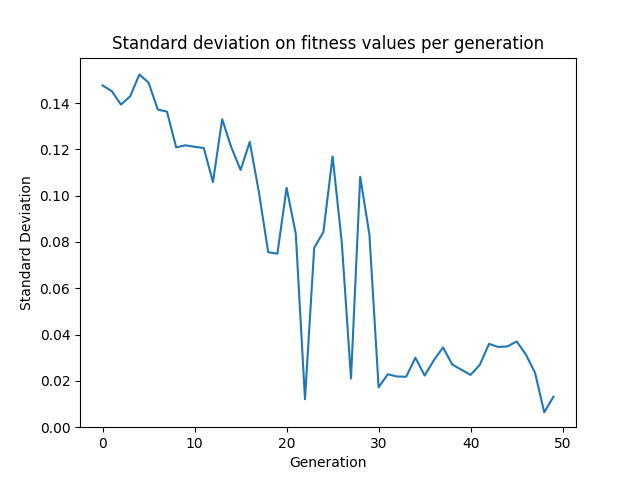 Standard deviation on fitness values per generation
0.14
0.12
0.10
0.08
0.06
0.04
0.02
0.00
Standard Deviation
0 10 20 30 40 50
Generation